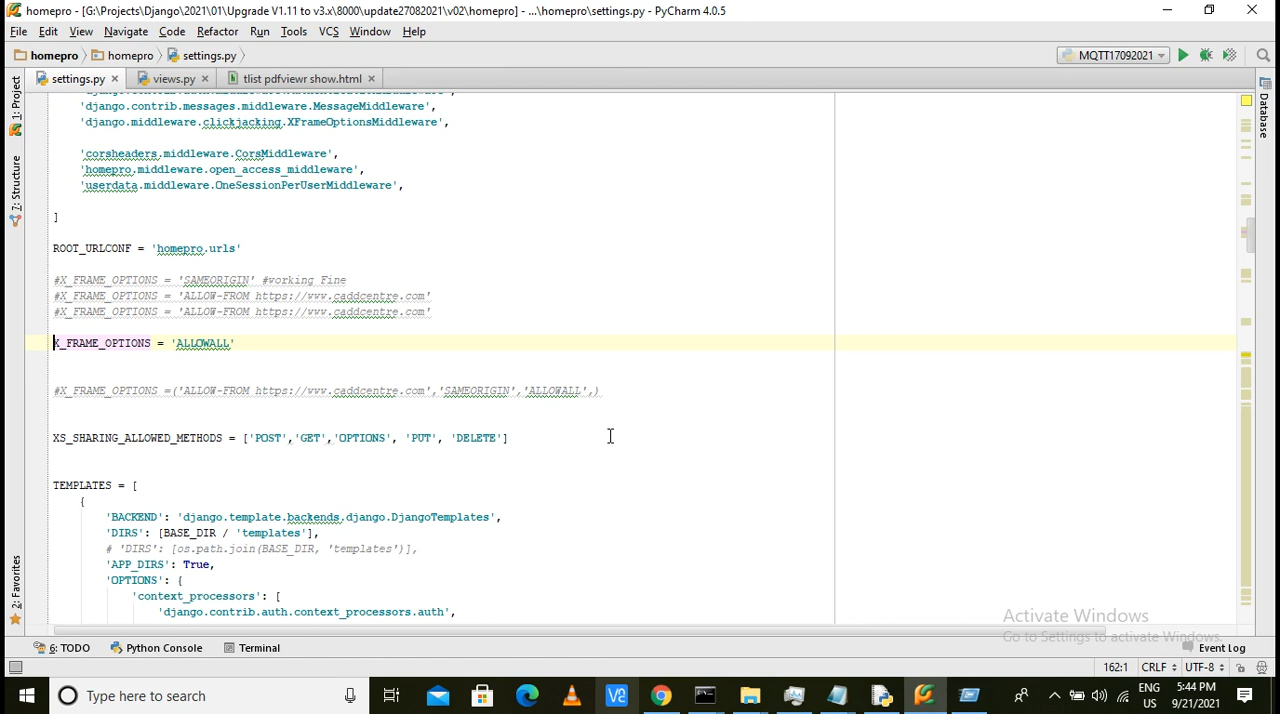 homepro - [G:\Projects\Django\2021\01\Upgrade V1.11 to v3.x\8000\update27082021\v02\homepro] - ...\homepro\settings.py - PyCharm 4.0.5
File Edit View Navigate Code Refactor Run Tools VCS Window Help
homepro homepro settings.py MQTT17092021
settings.py views.py tlist pdfviewr show.html
1: Project
7: Structure
2: Favorites
Database
'django.contrib.messages.middleware.MessageMiddleware',
'django.middleware.clickjacking.XFrameOptionsMiddleware',
'corsheaders.middleware.CorsMiddleware',
'homepro.middleware.open_access_middleware',
'userdata.middleware.OneSessionPerUserMiddleware',
]
ROOT_URLCONF = 'homepro.urls'
#X_FRAME_OPTIONS = 'SAMEORIGIN' #working Fine
#X_FRAME_OPTIONS = 'ALLOW-FROM https://www.caddcentre.com'
#X_FRAME_OPTIONS = 'ALLOW-FROM https://www.caddcentre.com'
X_FRAME_OPTIONS = 'ALLOWALL'
#X_FRAME_OPTIONS =('ALLOW-FROM https://www.caddcentre.com','SAMEORIGIN','ALLOWALL',)
XS_SHARING_ALLOWED_METHODS = ['POST','GET','OPTIONS', 'PUT', 'DELETE']
TEMPLATES = [
{
'BACKEND': 'django.template.backends.django.DjangoTemplates',
'DIRS': [BASE_DIR / 'templates'],
# 'DIRS': [os.path.join(BASE_DIR, 'templates')],
'APP_DIRS': True,
'OPTIONS': {
'context_processors': [
'django.contrib.auth.context_processors.auth',
Activate Windows
Go to Settings to activate Windows.
6: TODO Python Console Terminal Event Log
162:1 CRLF UTF-8
Type here to search
ENG
US
5:44 PM
9/21/2021